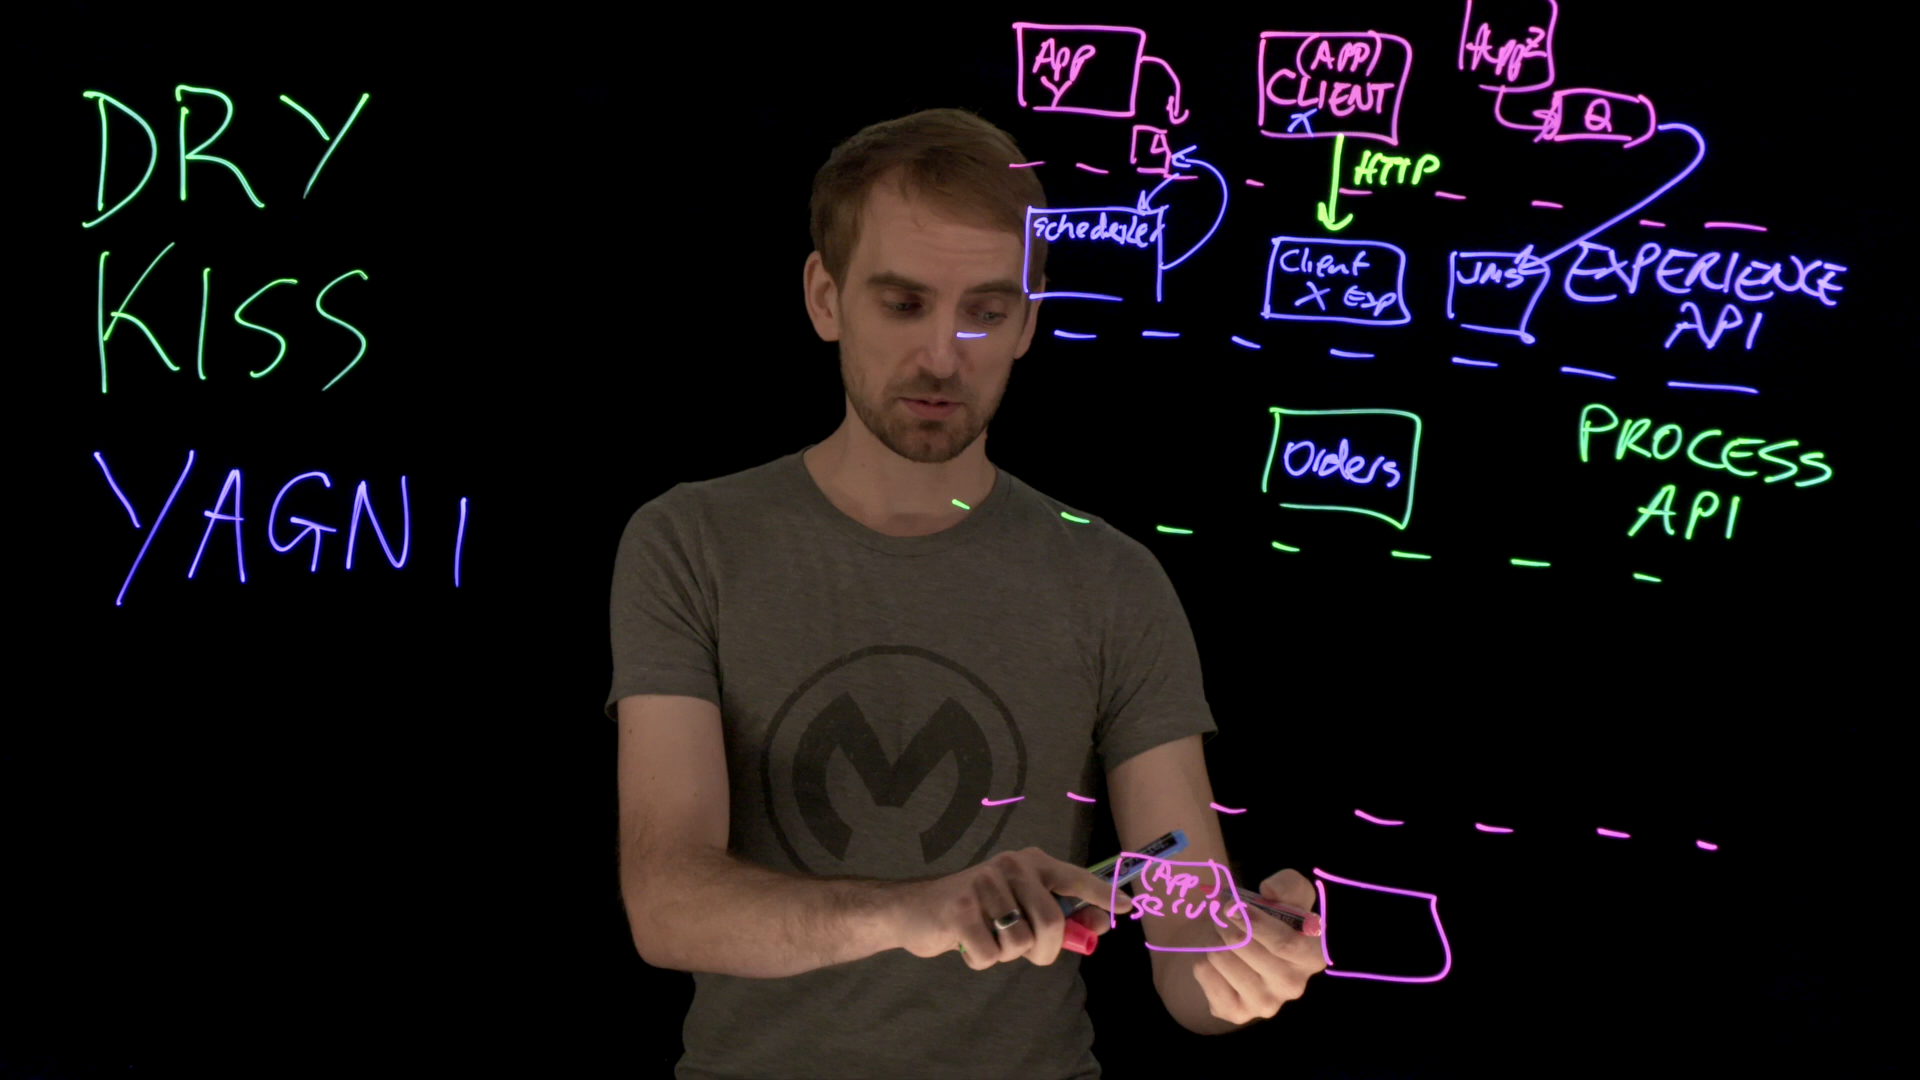 DRY
KISS
YAGNI
App
Y
(APP)
CLIENT
X
App Z
Q
HTTP
Scheduler
Client
X Exp
JMS
EXPERIENCE
API
Orders
PROCESS
API
(App)
server